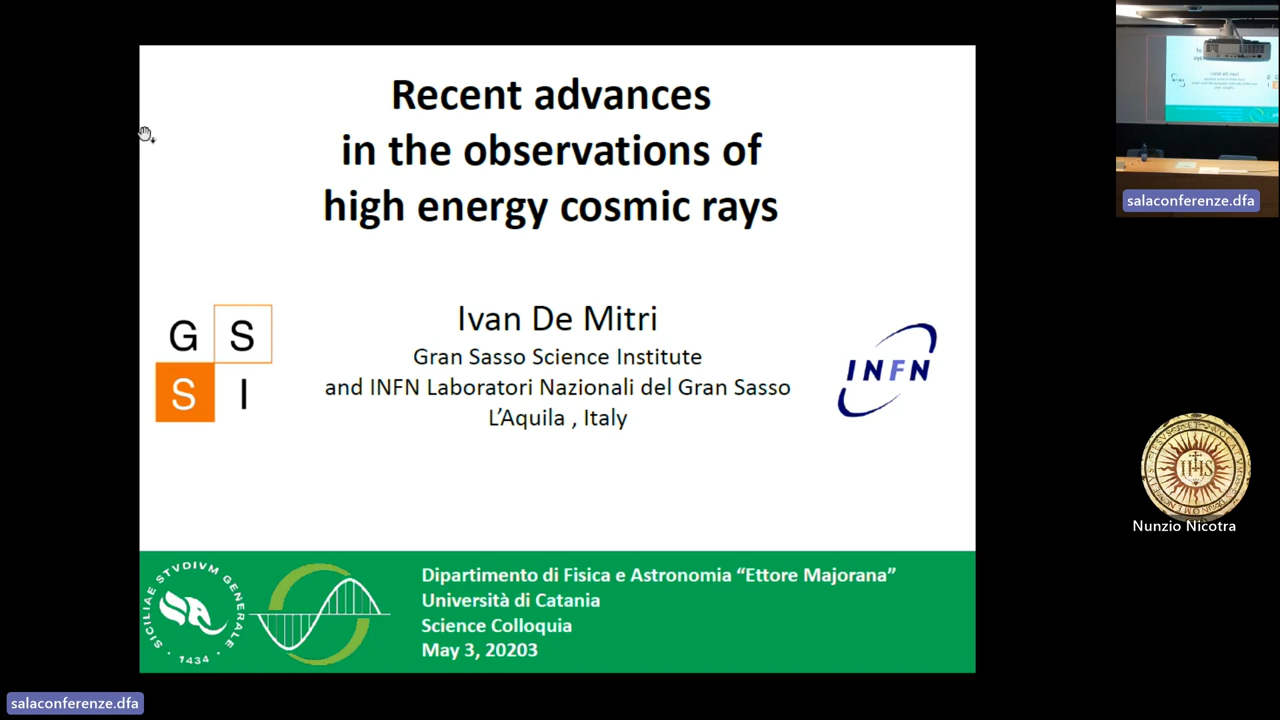 Recent advances
in the observations of
high energy cosmic rays
Ivan De Mitri
Gran Sasso Science Institute
and INFN Laboratori Nazionali del Gran Sasso
L’Aquila , Italy
G S
S I
INFN
SICILIAE STVDIVM GENERALE
1434
Dipartimento di Fisica e Astronomia “Ettore Majorana”
Università di Catania
Science Colloquia
May 3, 20203
salaconferenze.dfa
IHS
Nunzio Nicotra
salaconferenze.dfa